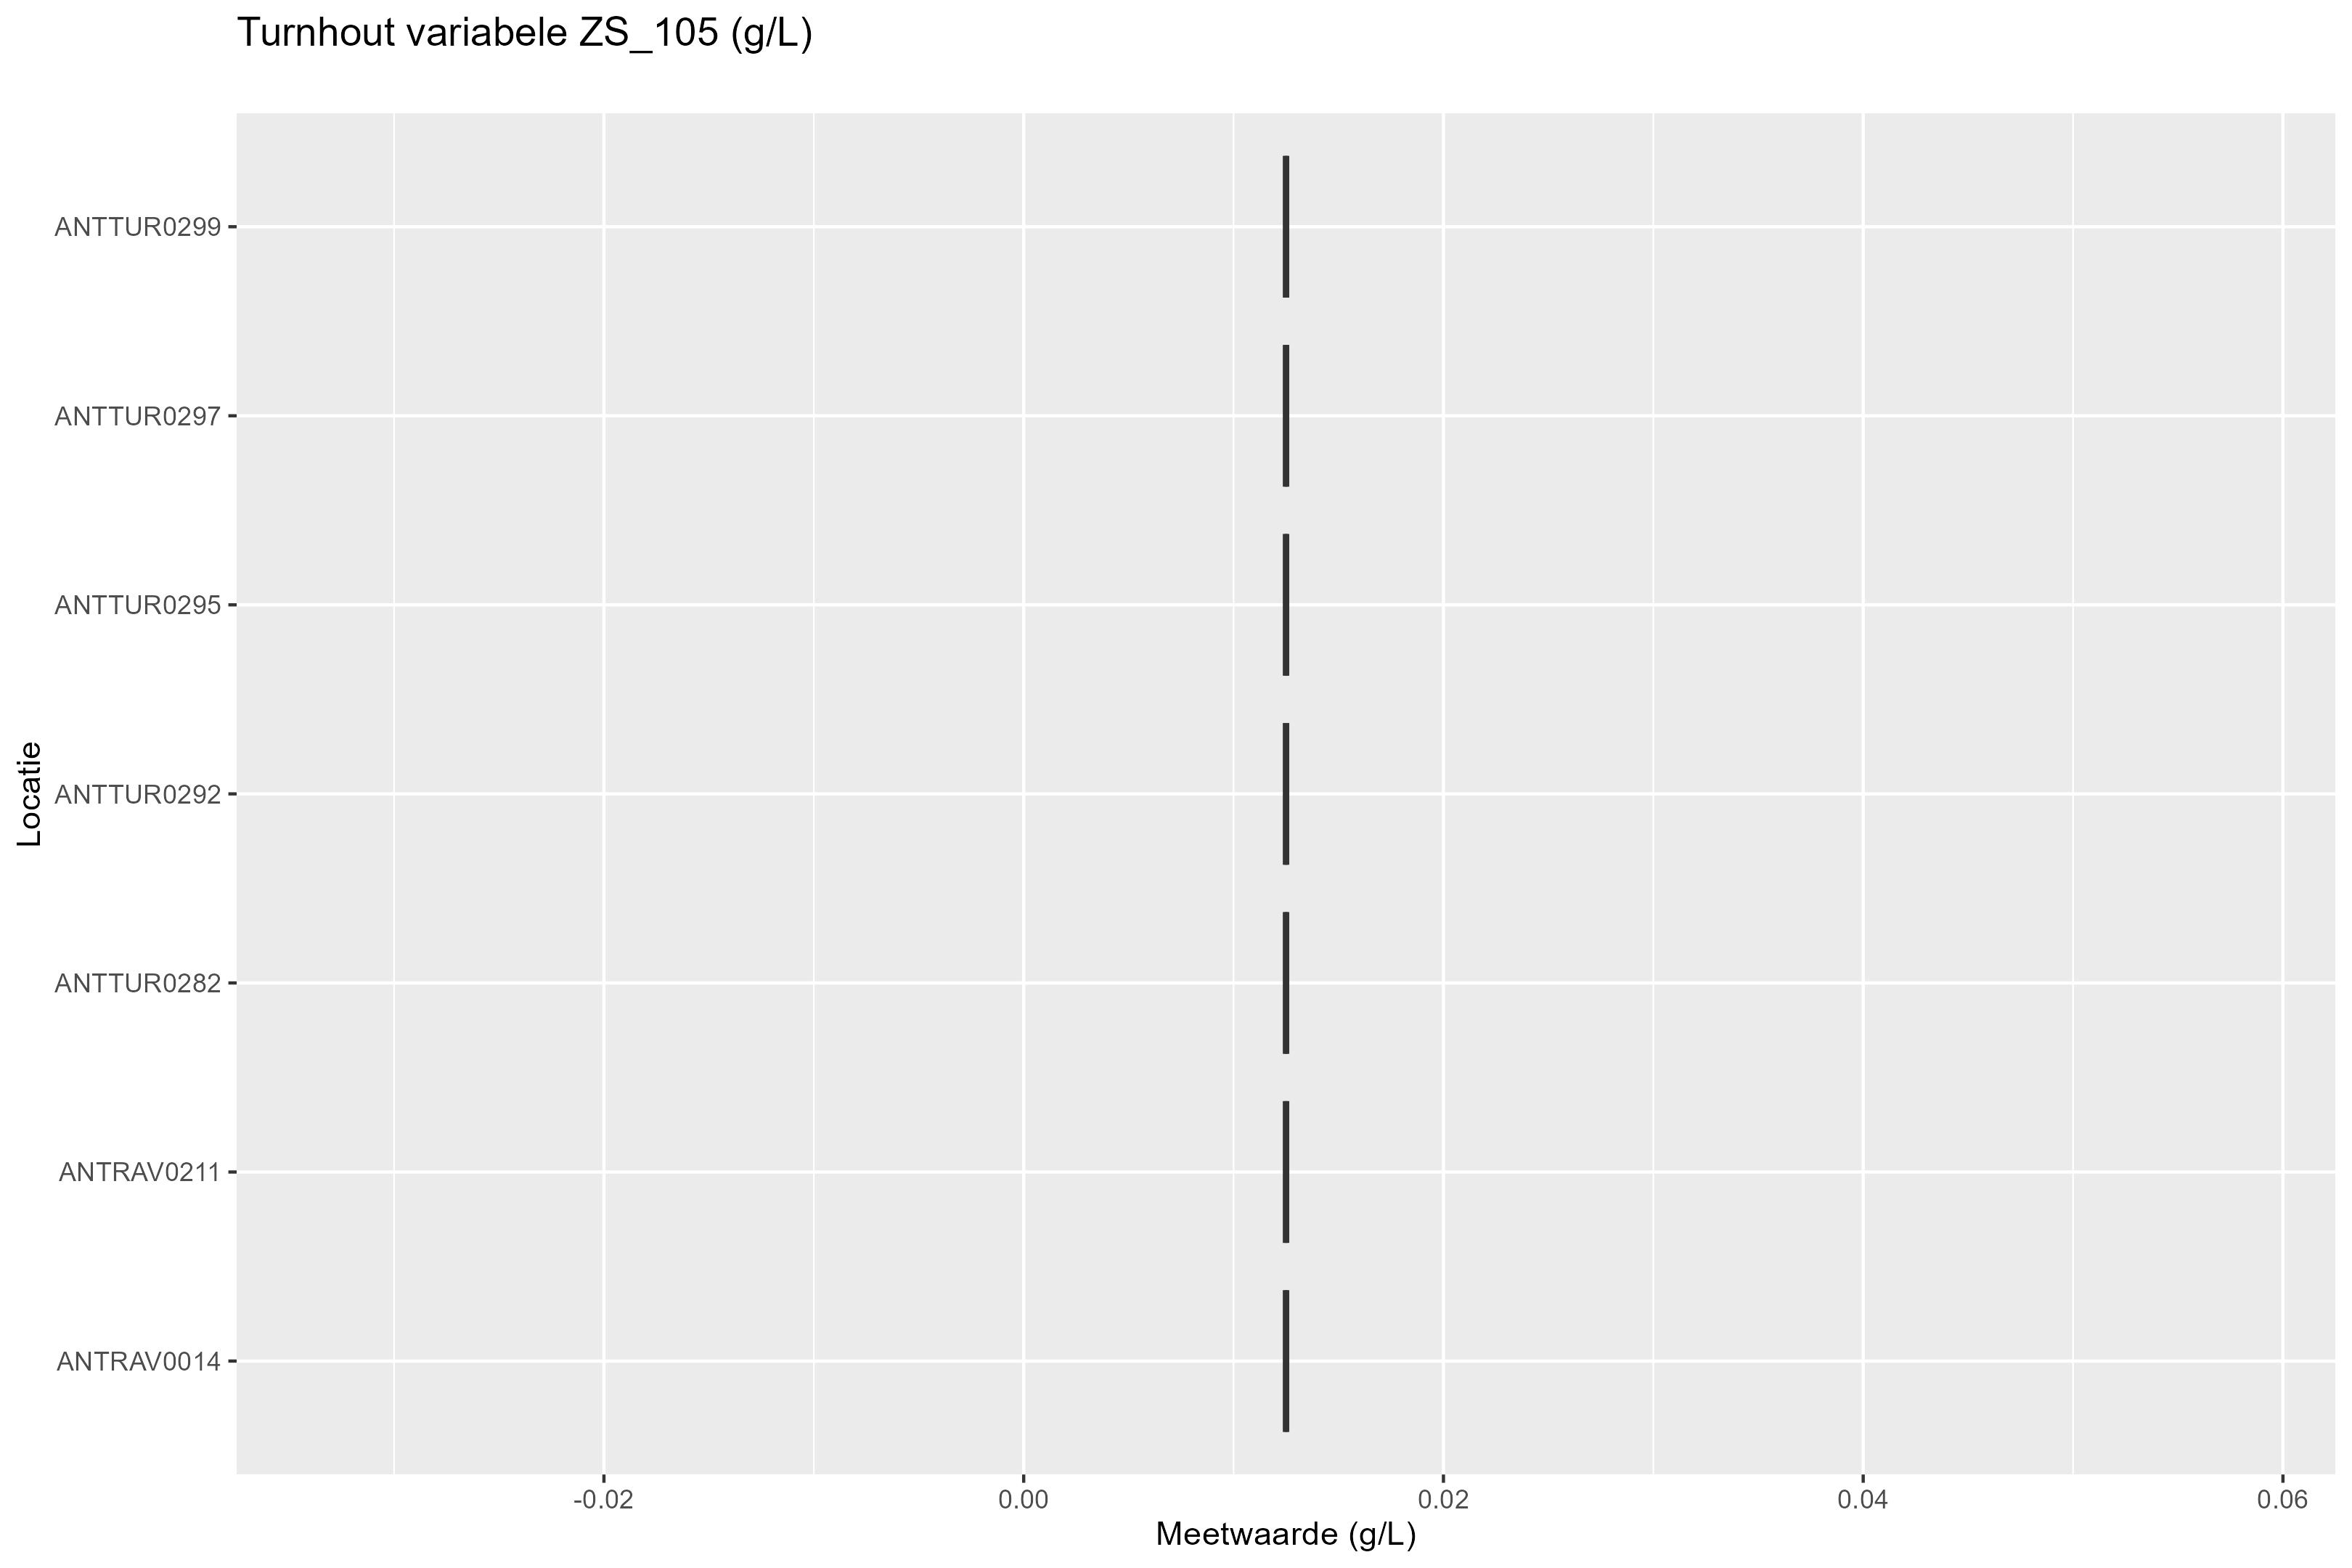 Turnhout variabele ZS_105 (g/L)
ANTTUR0299
ANTTUR0297
ANTTUR0295
ANTTUR0292
ANTTUR0282
ANTRAV0211
ANTRAV0014
Locatie
-0.02 0.00 0.02 0.04 0.06
Meetwaarde (g/L)